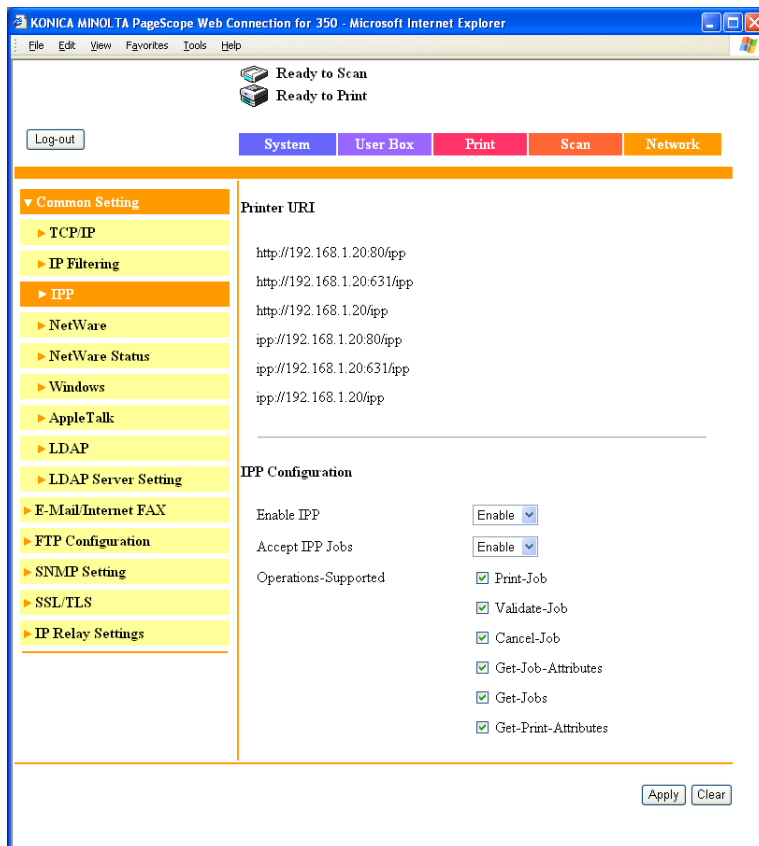 KONICA MINOLTA PageScope Web Connection for 350 - Microsoft Internet Explorer
File Edit View Favorites Tools Help
Ready to Scan
Ready to Print
Log-out
System User Box Print Scan Network
Common Setting
TCP/IP
IP Filtering
IPP
NetWare
NetWare Status
Windows
AppleTalk
LDAP
LDAP Server Setting
E-Mail/Internet FAX
FTP Configuration
SNMP Setting
SSL/TLS
IP Relay Settings
Printer URI
http://192.168.1.20:80/ipp
http://192.168.1.20:631/ipp
http://192.168.1.20/ipp
ipp://192.168.1.20:80/ipp
ipp://192.168.1.20:631/ipp
ipp://192.168.1.20/ipp
IPP Configuration
Enable IPP Enable
Accept IPP Jobs Enable
Operations-Supported Print-Job
Validate-Job
Cancel-Job
Get-Job-Attributes
Get-Jobs
Get-Print-Attributes
Apply Clear